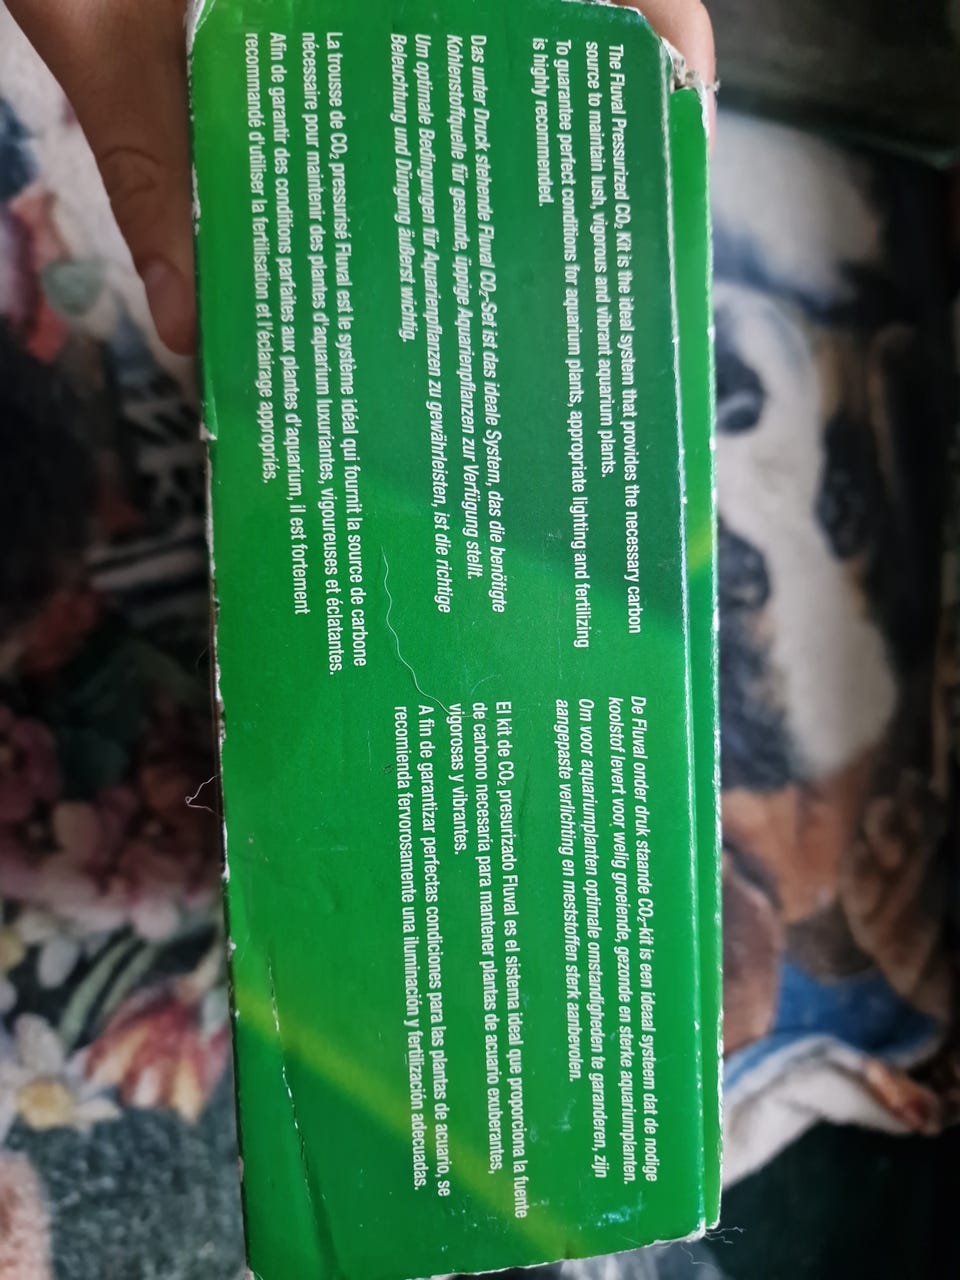 The Fluval Pressurized CO₂ Kit is the ideal system that provides the necessary carbon
source to maintain lush, vigorous and vibrant aquarium plants.
To guarantee perfect conditions for aquarium plants, appropriate lighting and fertilizing
is highly recommended.
Das unter Druck stehende Fluval CO₂-Set ist das ideale System, das die benötigte
Kohlenstoffquelle für gesunde, üppige Aquarienpflanzen zur Verfügung stellt.
Um optimale Bedingungen für Aquarienpflanzen zu gewährleisten, ist die richtige
Beleuchtung und Düngung äußerst wichtig.
La trousse de CO₂ pressurisé Fluval est le système idéal qui fournit la source de carbone
nécessaire pour maintenir des plantes d'aquarium luxuriantes, vigoureuses et éclatantes.
Afin de garantir des conditions parfaites aux plantes d'aquarium, il est fortement
recommandé d'utiliser la fertilisation et l'éclairage appropriés.
De Fluval onder druk staande CO₂-kit is een ideaal systeem dat de nodige
koolstof levert voor welig groeiende, gezonde en sterke aquariumplanten.
Om voor aquariumplanten optimale omstandigheden te garanderen, zijn
aangepaste verlichting en meststoffen sterk aanbevolen.
El kit de CO₂ presurizado Fluval es el sistema ideal que proporciona la fuente
de carbono necesaria para mantener plantas de acuario exuberantes,
vigorosas y vibrantes.
A fin de garantizar perfectas condiciones para las plantas de acuario, se
recomienda fervorosamente una iluminación y fertilización adecuadas.